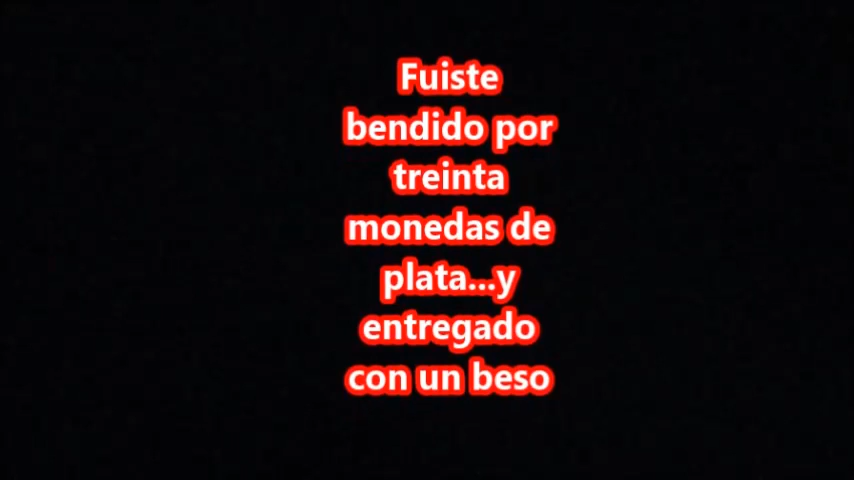 Fuiste
bendido por
treinta
monedas de
plata...y
entregado
con un beso